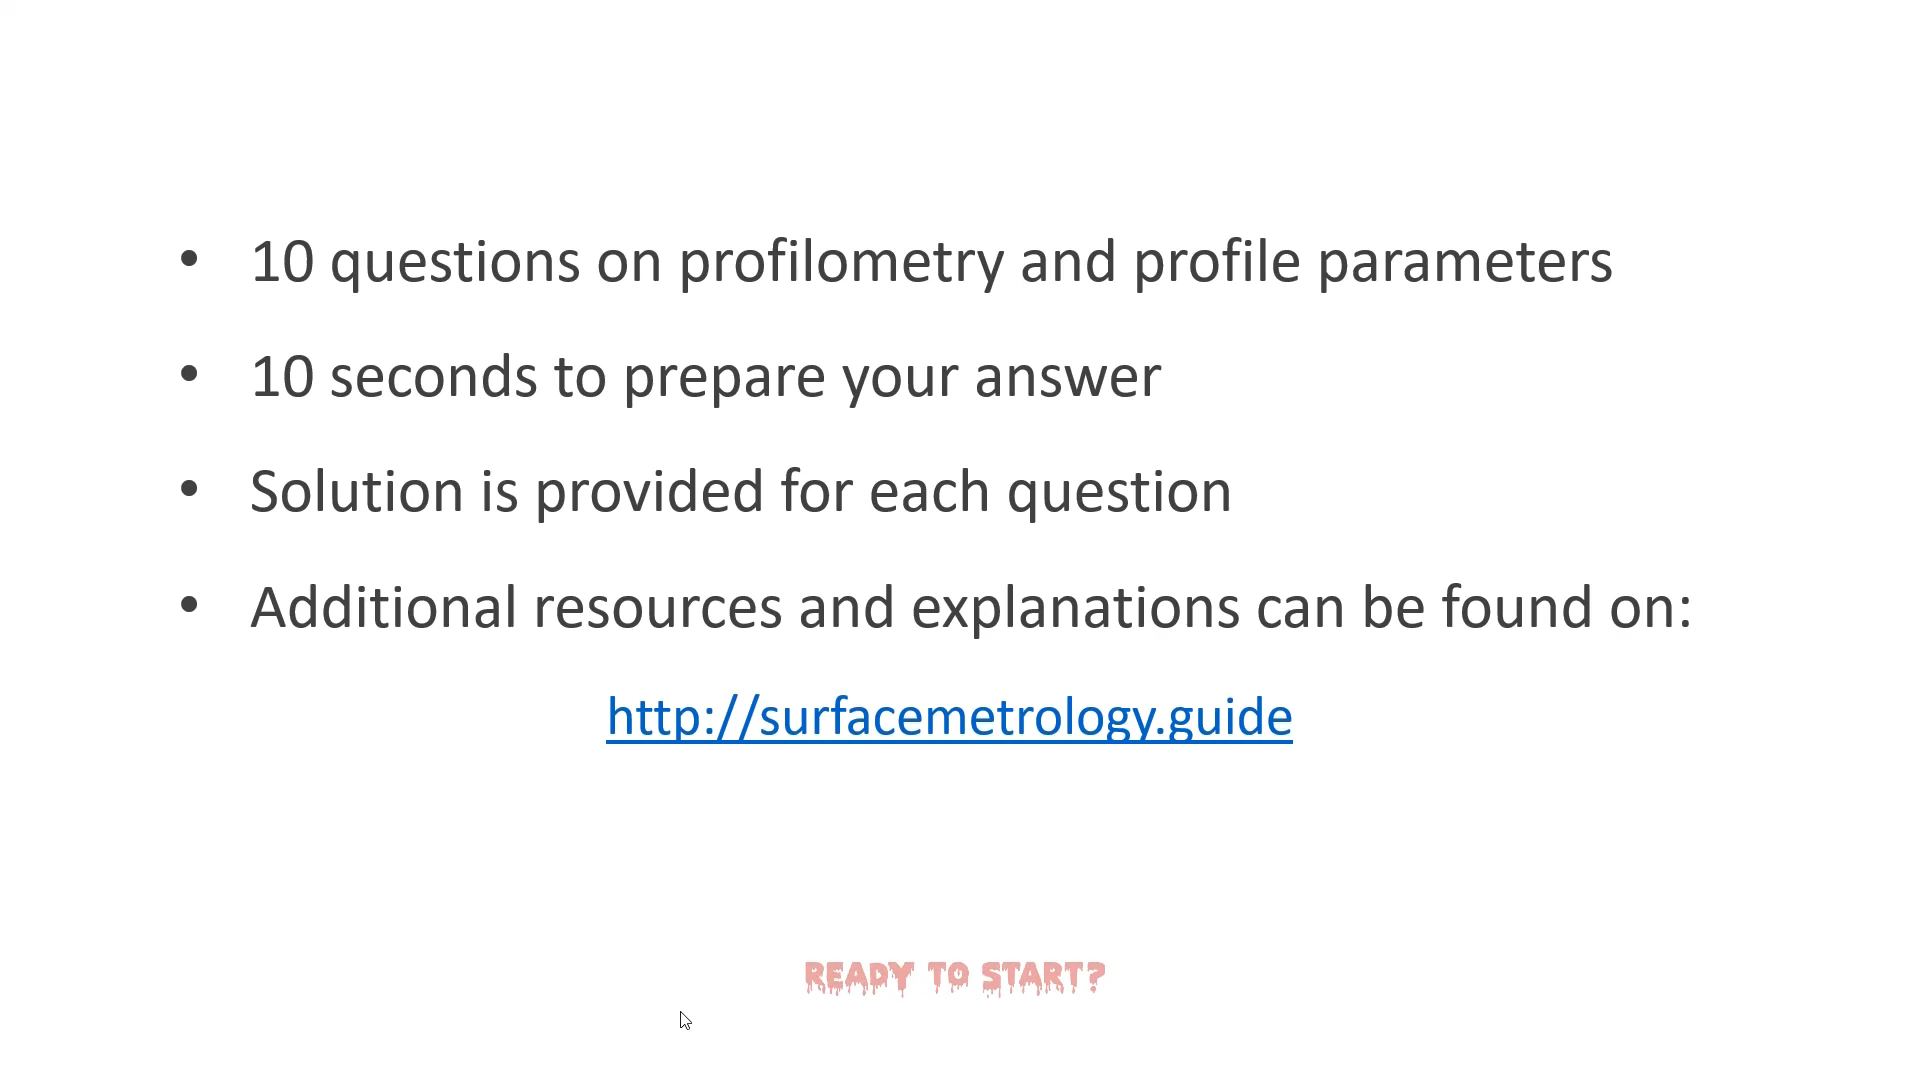 • 10 questions on profilometry and profile parameters
• 10 seconds to prepare your answer
• Solution is provided for each question
• Additional resources and explanations can be found on:
http://surfacemetrology.guide
READY TO START?